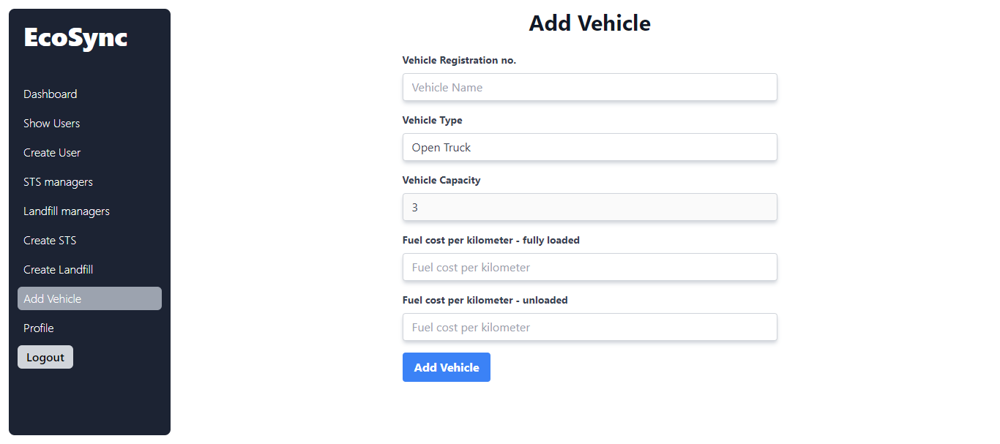 EcoSync
Dashboard
Show Users
Create User
STS managers
Landfill managers
Create STS
Create Landfill
Add Vehicle
Profile
Logout
Add Vehicle
Vehicle Registration no.
Vehicle Name
Vehicle Type
Open Truck
Vehicle Capacity
3
Fuel cost per kilometer - fully loaded
Fuel cost per kilometer
Fuel cost per kilometer - unloaded
Fuel cost per kilometer
Add Vehicle